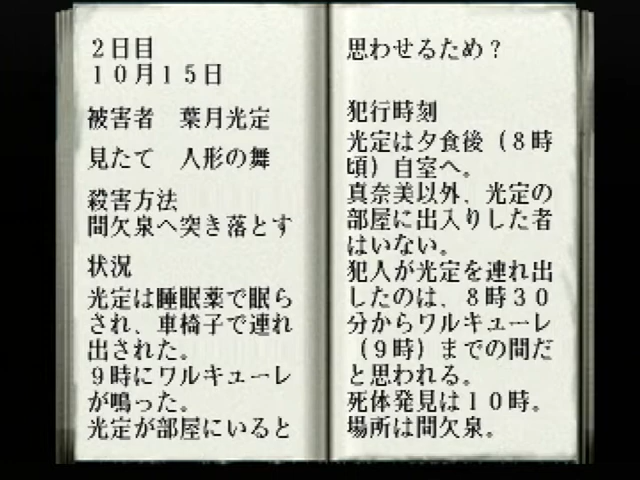 ２日目
１０月１５日
被害者　葉月光定
見たて　人形の舞
殺害方法
間欠泉へ突き落とす
状況
光定は睡眠薬で眠ら
され、車椅子で連れ
出された。
９時にワルキューレ
が鳴った。
光定が部屋にいると
思わせるため？
犯行時刻
光定は夕食後（８時
頃）自室へ。
真奈美以外、光定の
部屋に出入りした者
はいない。
犯人が光定を連れ出
したのは、８時３０
分からワルキューレ
（９時）までの間だ
と思われる。
死体発見は１０時。
場所は間欠泉。